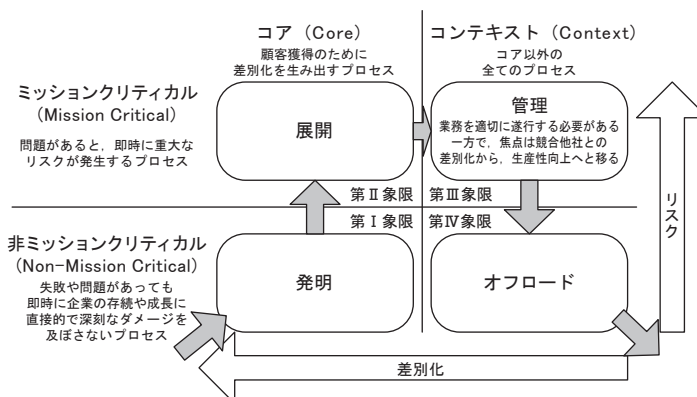 コア（Core）
顧客獲得のために
差別化を生み出すプロセス
コンテキスト（Context）
コア以外の
全てのプロセス
ミッションクリティカル
（Mission Critical）
問題があると，即時に重大な
リスクが発生するプロセス
展開
管理
業務を適切に遂行する必要がある
一方で，焦点は競合他社との
差別化から，生産性向上へと移る
第Ⅱ象限
第Ⅲ象限
第Ⅰ象限
第Ⅳ象限
非ミッションクリティカル
（Non-Mission Critical）
失敗や問題があっても
即時に企業の存続や成長に
直接的で深刻なダメージを
及ぼさないプロセス
発明
オフロード
リスク
差別化